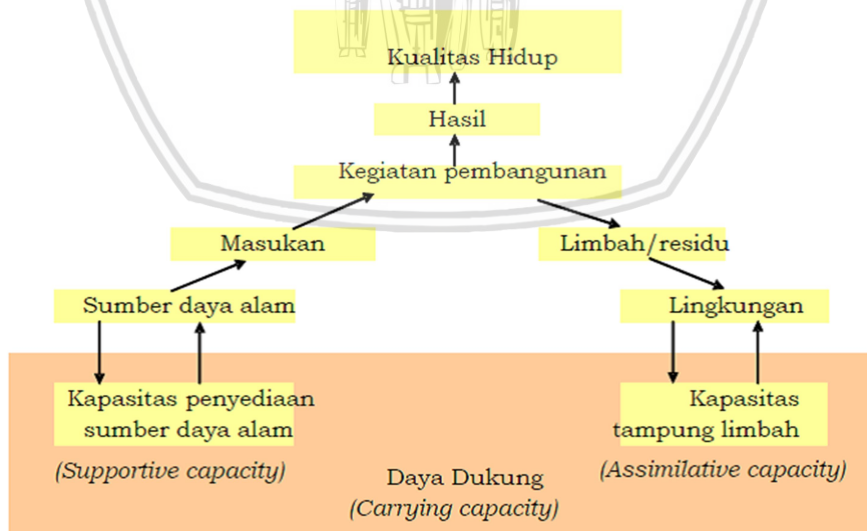 Kualitas Hidup
Hasil
Kegiatan pembangunan
Masukan
Limbah/residu
Sumber daya alam
Lingkungan
Kapasitas penyediaan
sumber daya alam
(Supportive capacity)
Kapasitas
tampung limbah
(Assimilative capacity)
Daya Dukung
(Carrying capacity)